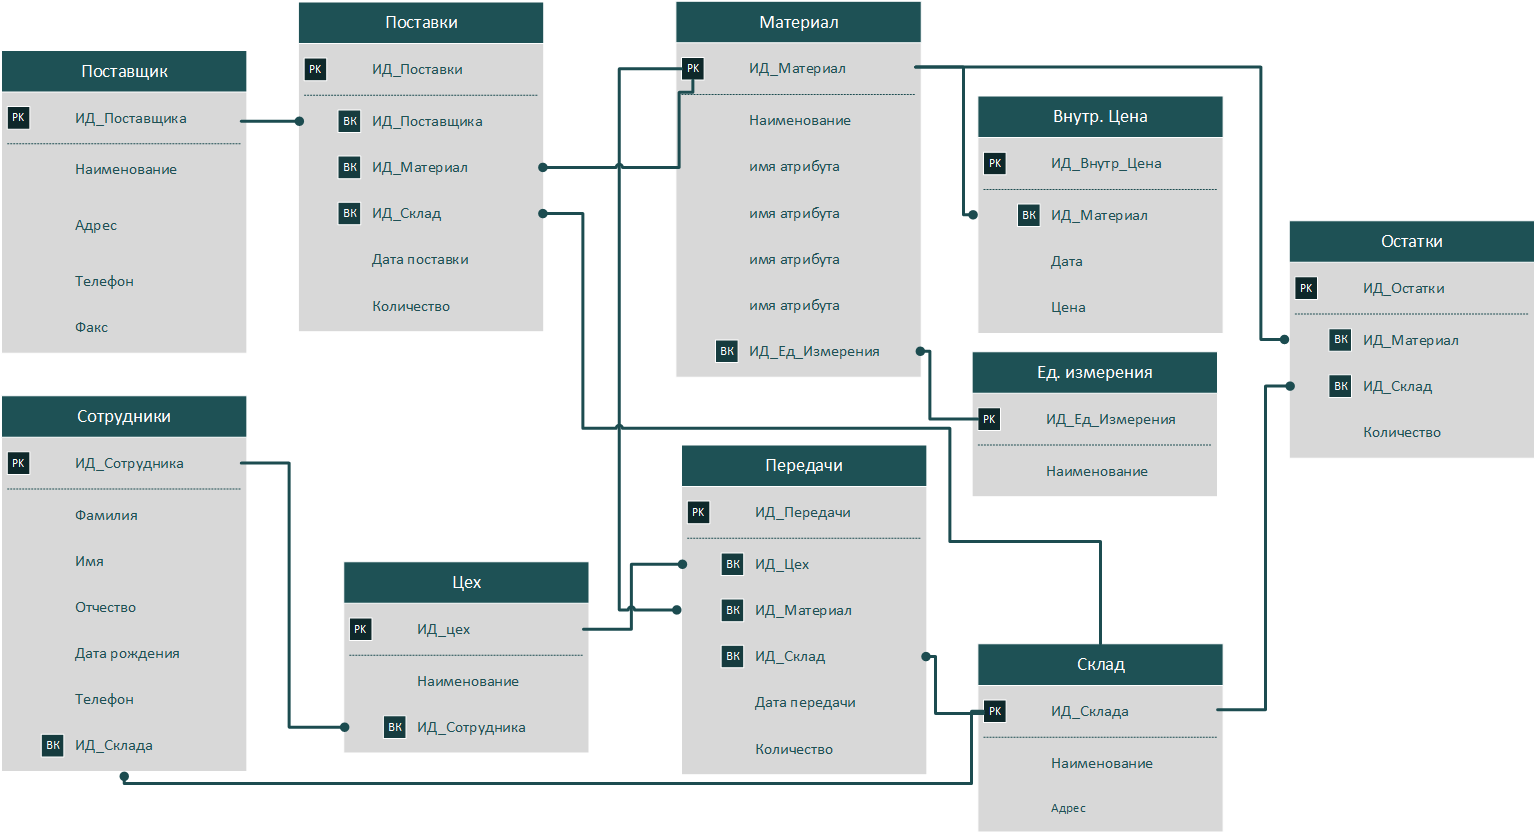 Поставщик
PK ИД_Поставщика
Наименование
Адрес
Телефон
Факс
Поставки
PK ИД_Поставки
ВК ИД_Поставщика
ВК ИД_Материал
ВК ИД_Склад
Дата поставки
Количество
Материал
PK ИД_Материал
Наименование
имя атрибута
имя атрибута
имя атрибута
имя атрибута
ВК ИД_Ед_Измерения
Внутр. Цена
PK ИД_Внутр_Цена
ВК ИД_Материал
Дата
Цена
Остатки
PK ИД_Остатки
ВК ИД_Материал
ВК ИД_Склад
Количество
Ед. измерения
PK ИД_Ед_Измерения
Наименование
Сотрудники
PK ИД_Сотрудника
Фамилия
Имя
Отчество
Дата рождения
Телефон
ВК ИД_Склада
Цех
PK ИД_цех
Наименование
ВК ИД_Сотрудника
Передачи
PK ИД_Передачи
ВК ИД_Цех
ВК ИД_Материал
ВК ИД_Склад
Дата передачи
Количество
Склад
PK ИД_Склада
Наименование
Адрес